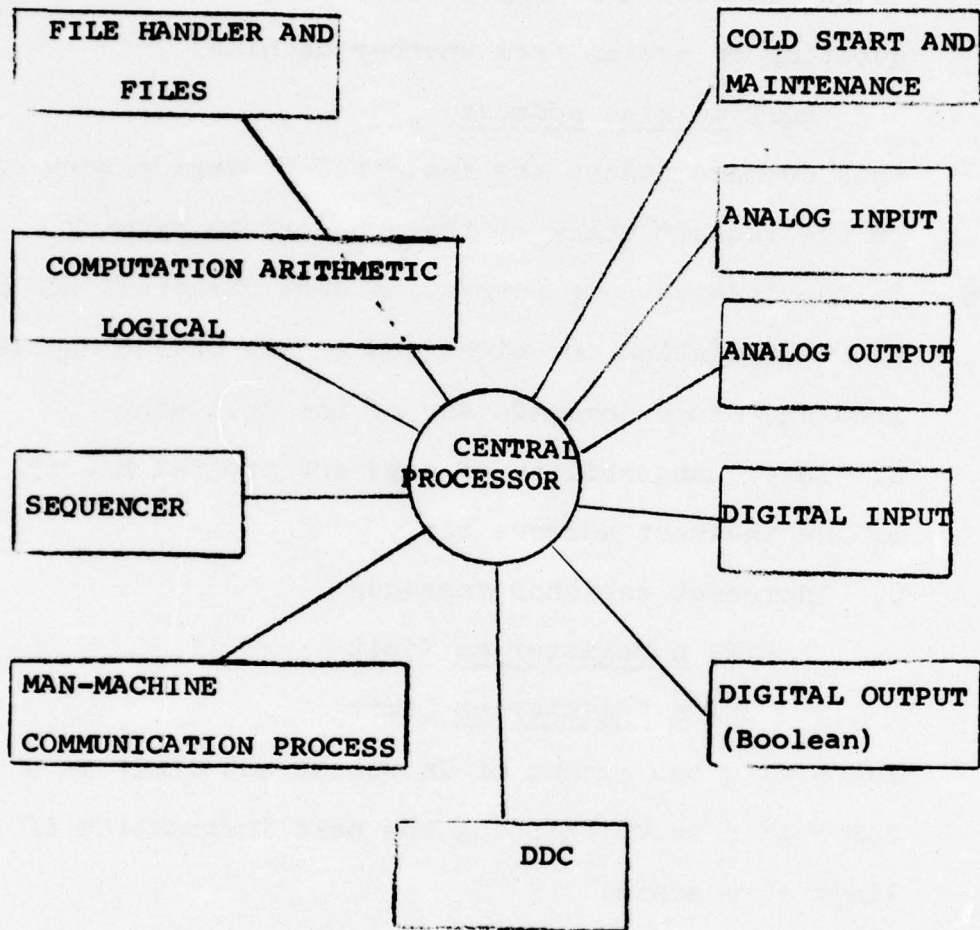 FILE HANDLER AND
FILES
COLD START AND
MAINTENANCE
ANALOG INPUT
COMPUTATION ARITHMETIC
LOGICAL
ANALOG OUTPUT
CENTRAL
PROCESSOR
SEQUENCER
DIGITAL INPUT
MAN-MACHINE
COMMUNICATION PROCESS
DIGITAL OUTPUT
(Boolean)
DDC